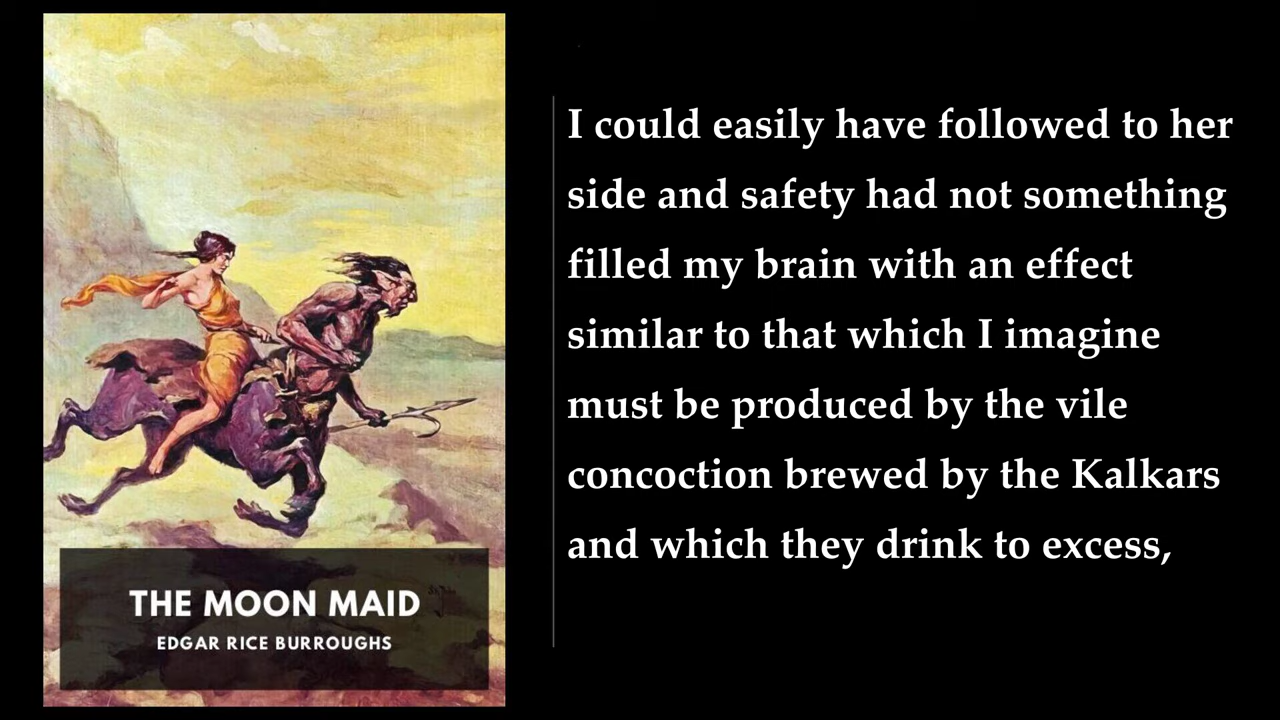 THE MOON MAID
EDGAR RICE BURROUGHS
I could easily have followed to her
side and safety had not something
filled my brain with an effect
similar to that which I imagine
must be produced by the vile
concoction brewed by the Kalkars
and which they drink to excess,